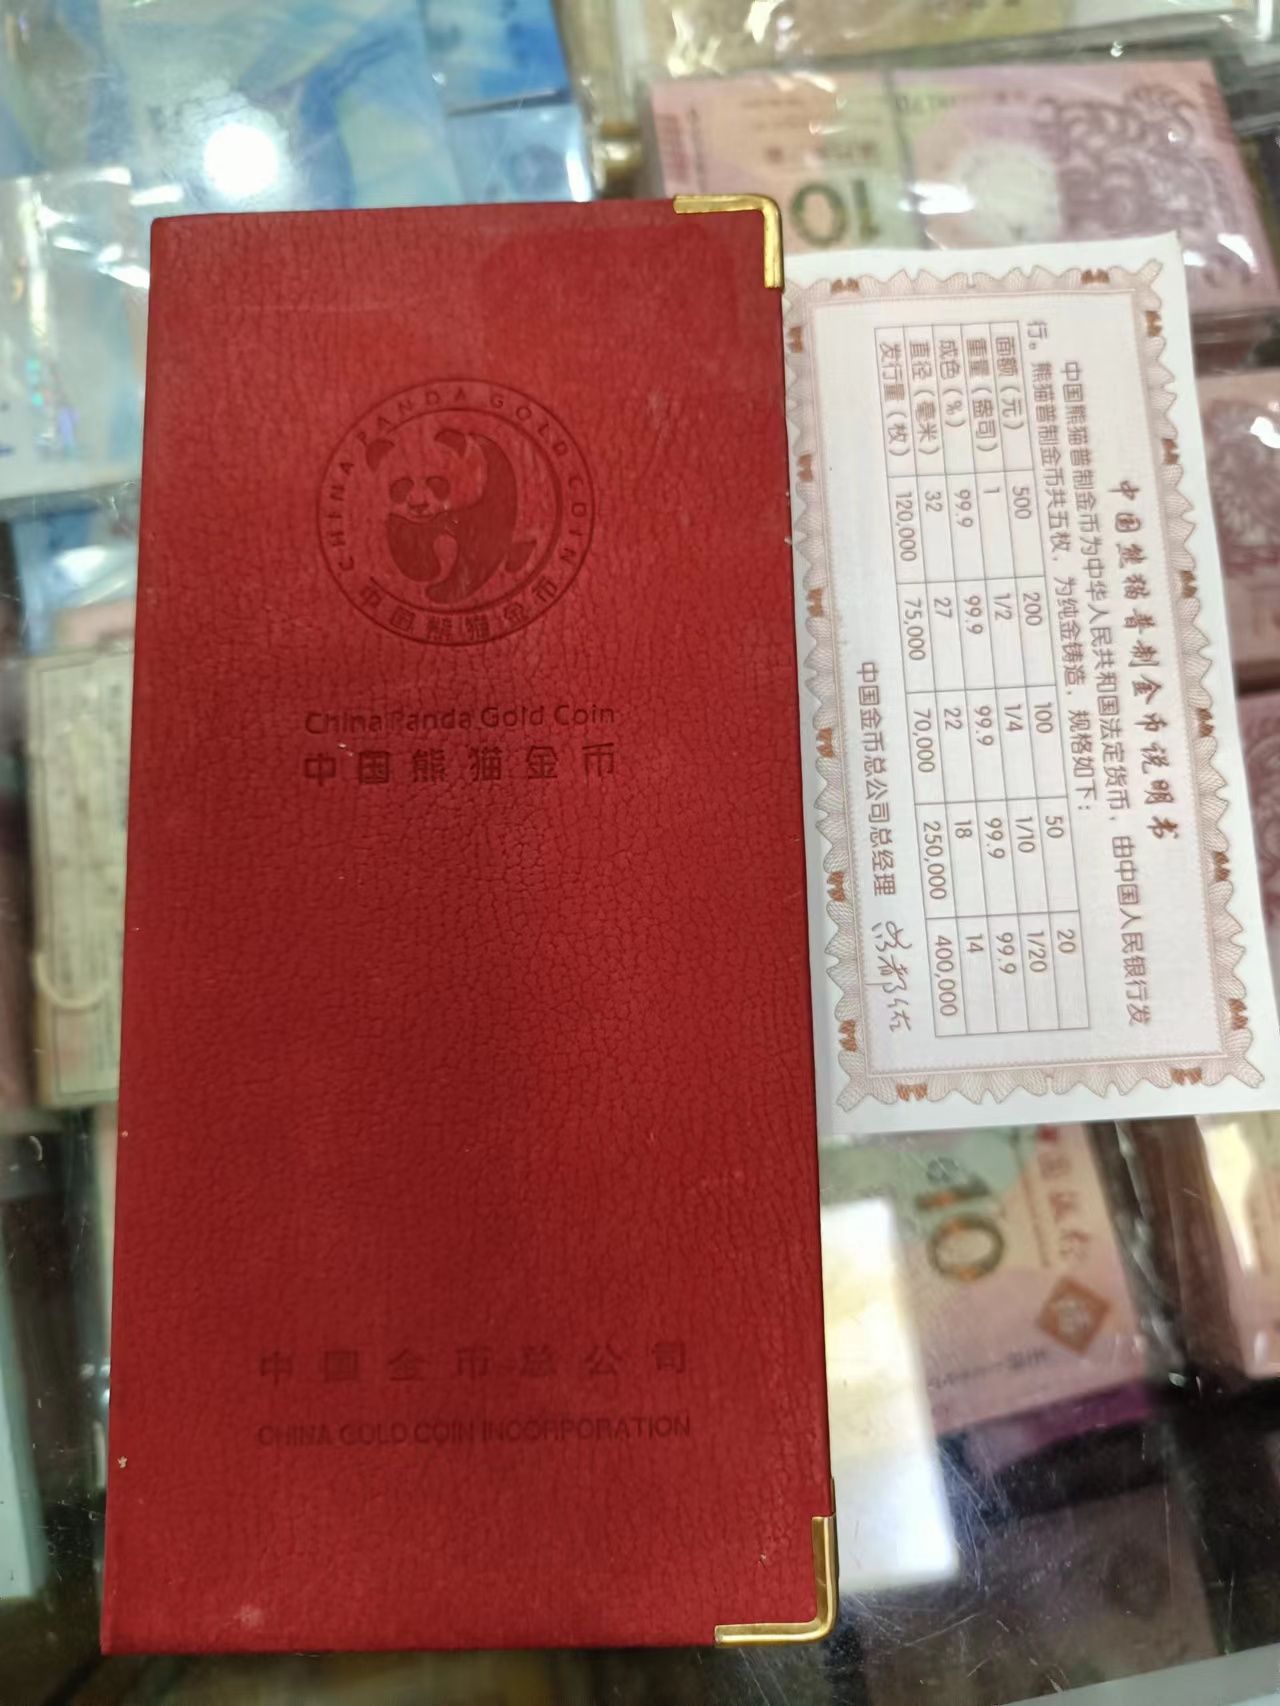 CHINA PANDA GOLD COIN
中国熊猫金币
China Panda Gold Coin
中国熊猫金币
中国金币总公司
CHINA GOLD COIN INCORPORATION
中国熊猫普制金币说明书
中国熊猫普制金币为中华人民共和国法定货币，由中国人民银行发
行。熊猫普制金币共五枚，为纯金铸造，规格如下：
面额（元） 500 200 100 50 20
重量（盎司） 1 1/2 1/4 1/10 1/20
成色（%） 99.9 99.9 99.9 99.9 99.9
直径（毫米） 32 27 22 18 14
发行量（枚） 120,000 75,000 70,000 250,000 400,000
中国金币总公司总经理
10
10